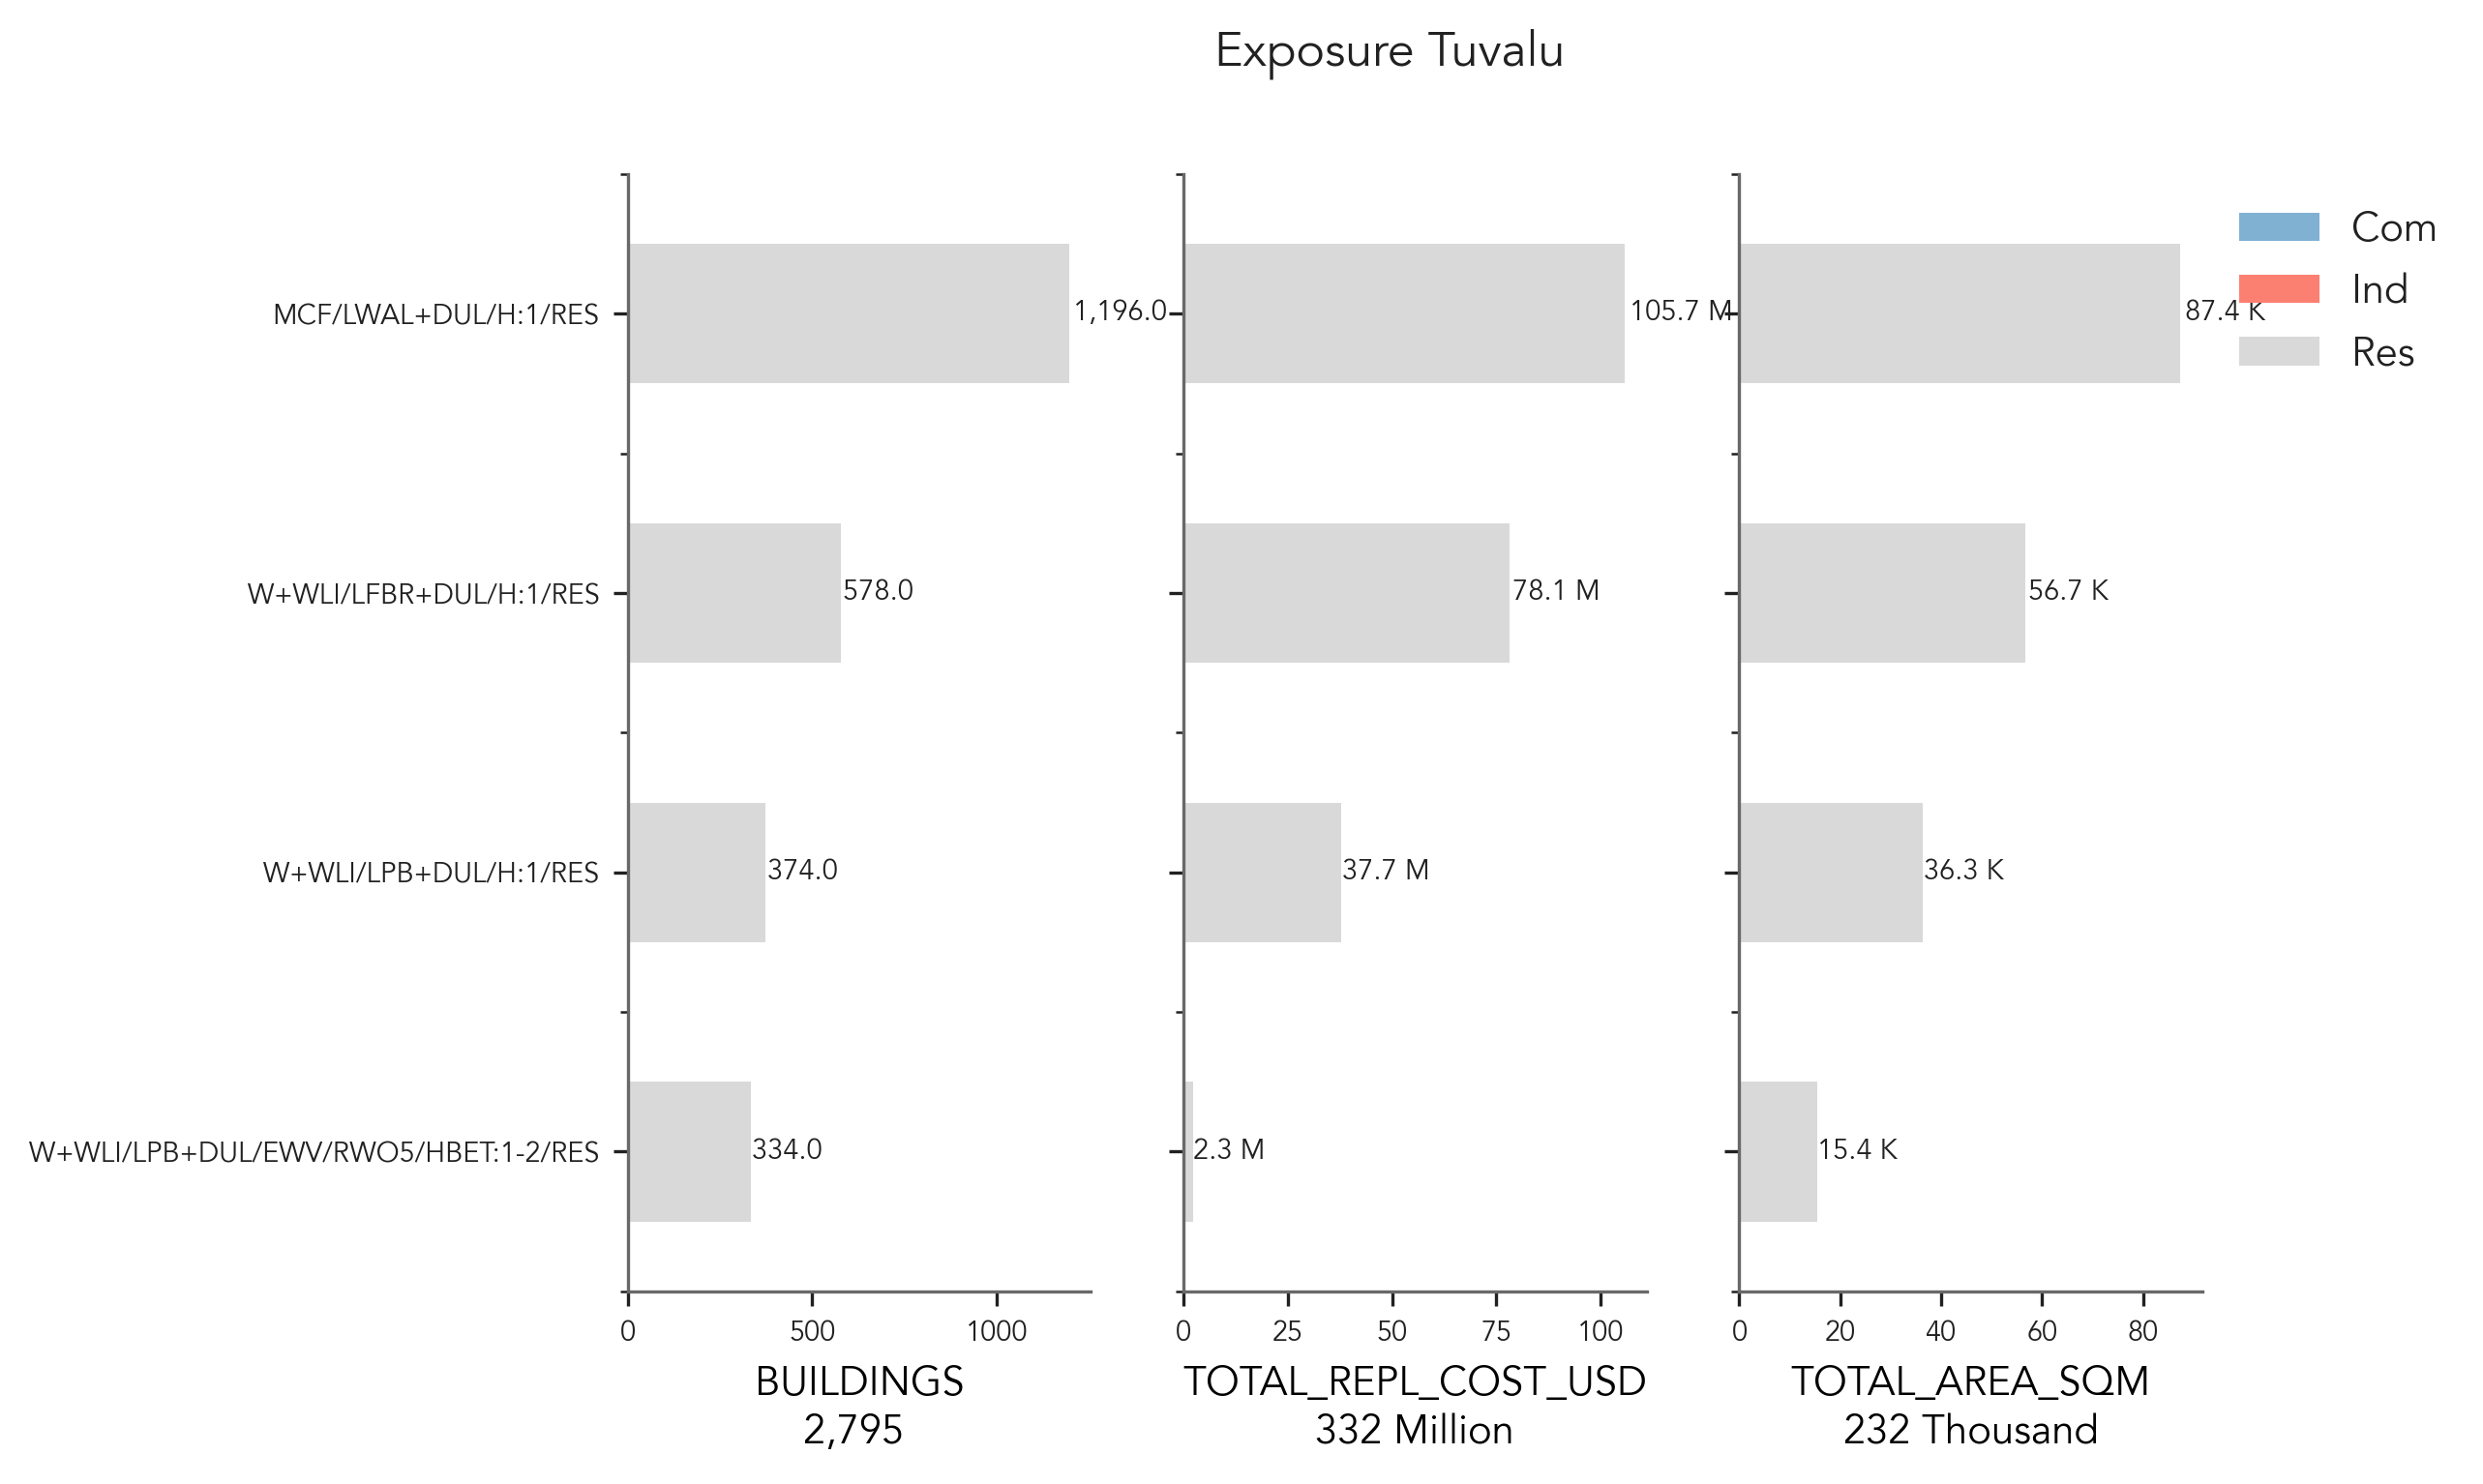 Exposure Tuvalu
Com
Ind
Res
MCF/LWAL+DUL/H:1/RES
1,196.0
105.7 M
87.4 K
W+WLI/LFBR+DUL/H:1/RES
578.0
78.1 M
56.7 K
W+WLI/LPB+DUL/H:1/RES
374.0
37.7 M
36.3 K
W+WLI/LPB+DUL/EWV/RWO5/HBET:1-2/RES
334.0
2.3 M
15.4 K
0 500 1000
0 25 50 75 100
0 20 40 60 80
BUILDINGS
2,795
TOTAL_REPL_COST_USD
332 Million
TOTAL_AREA_SQM
232 Thousand